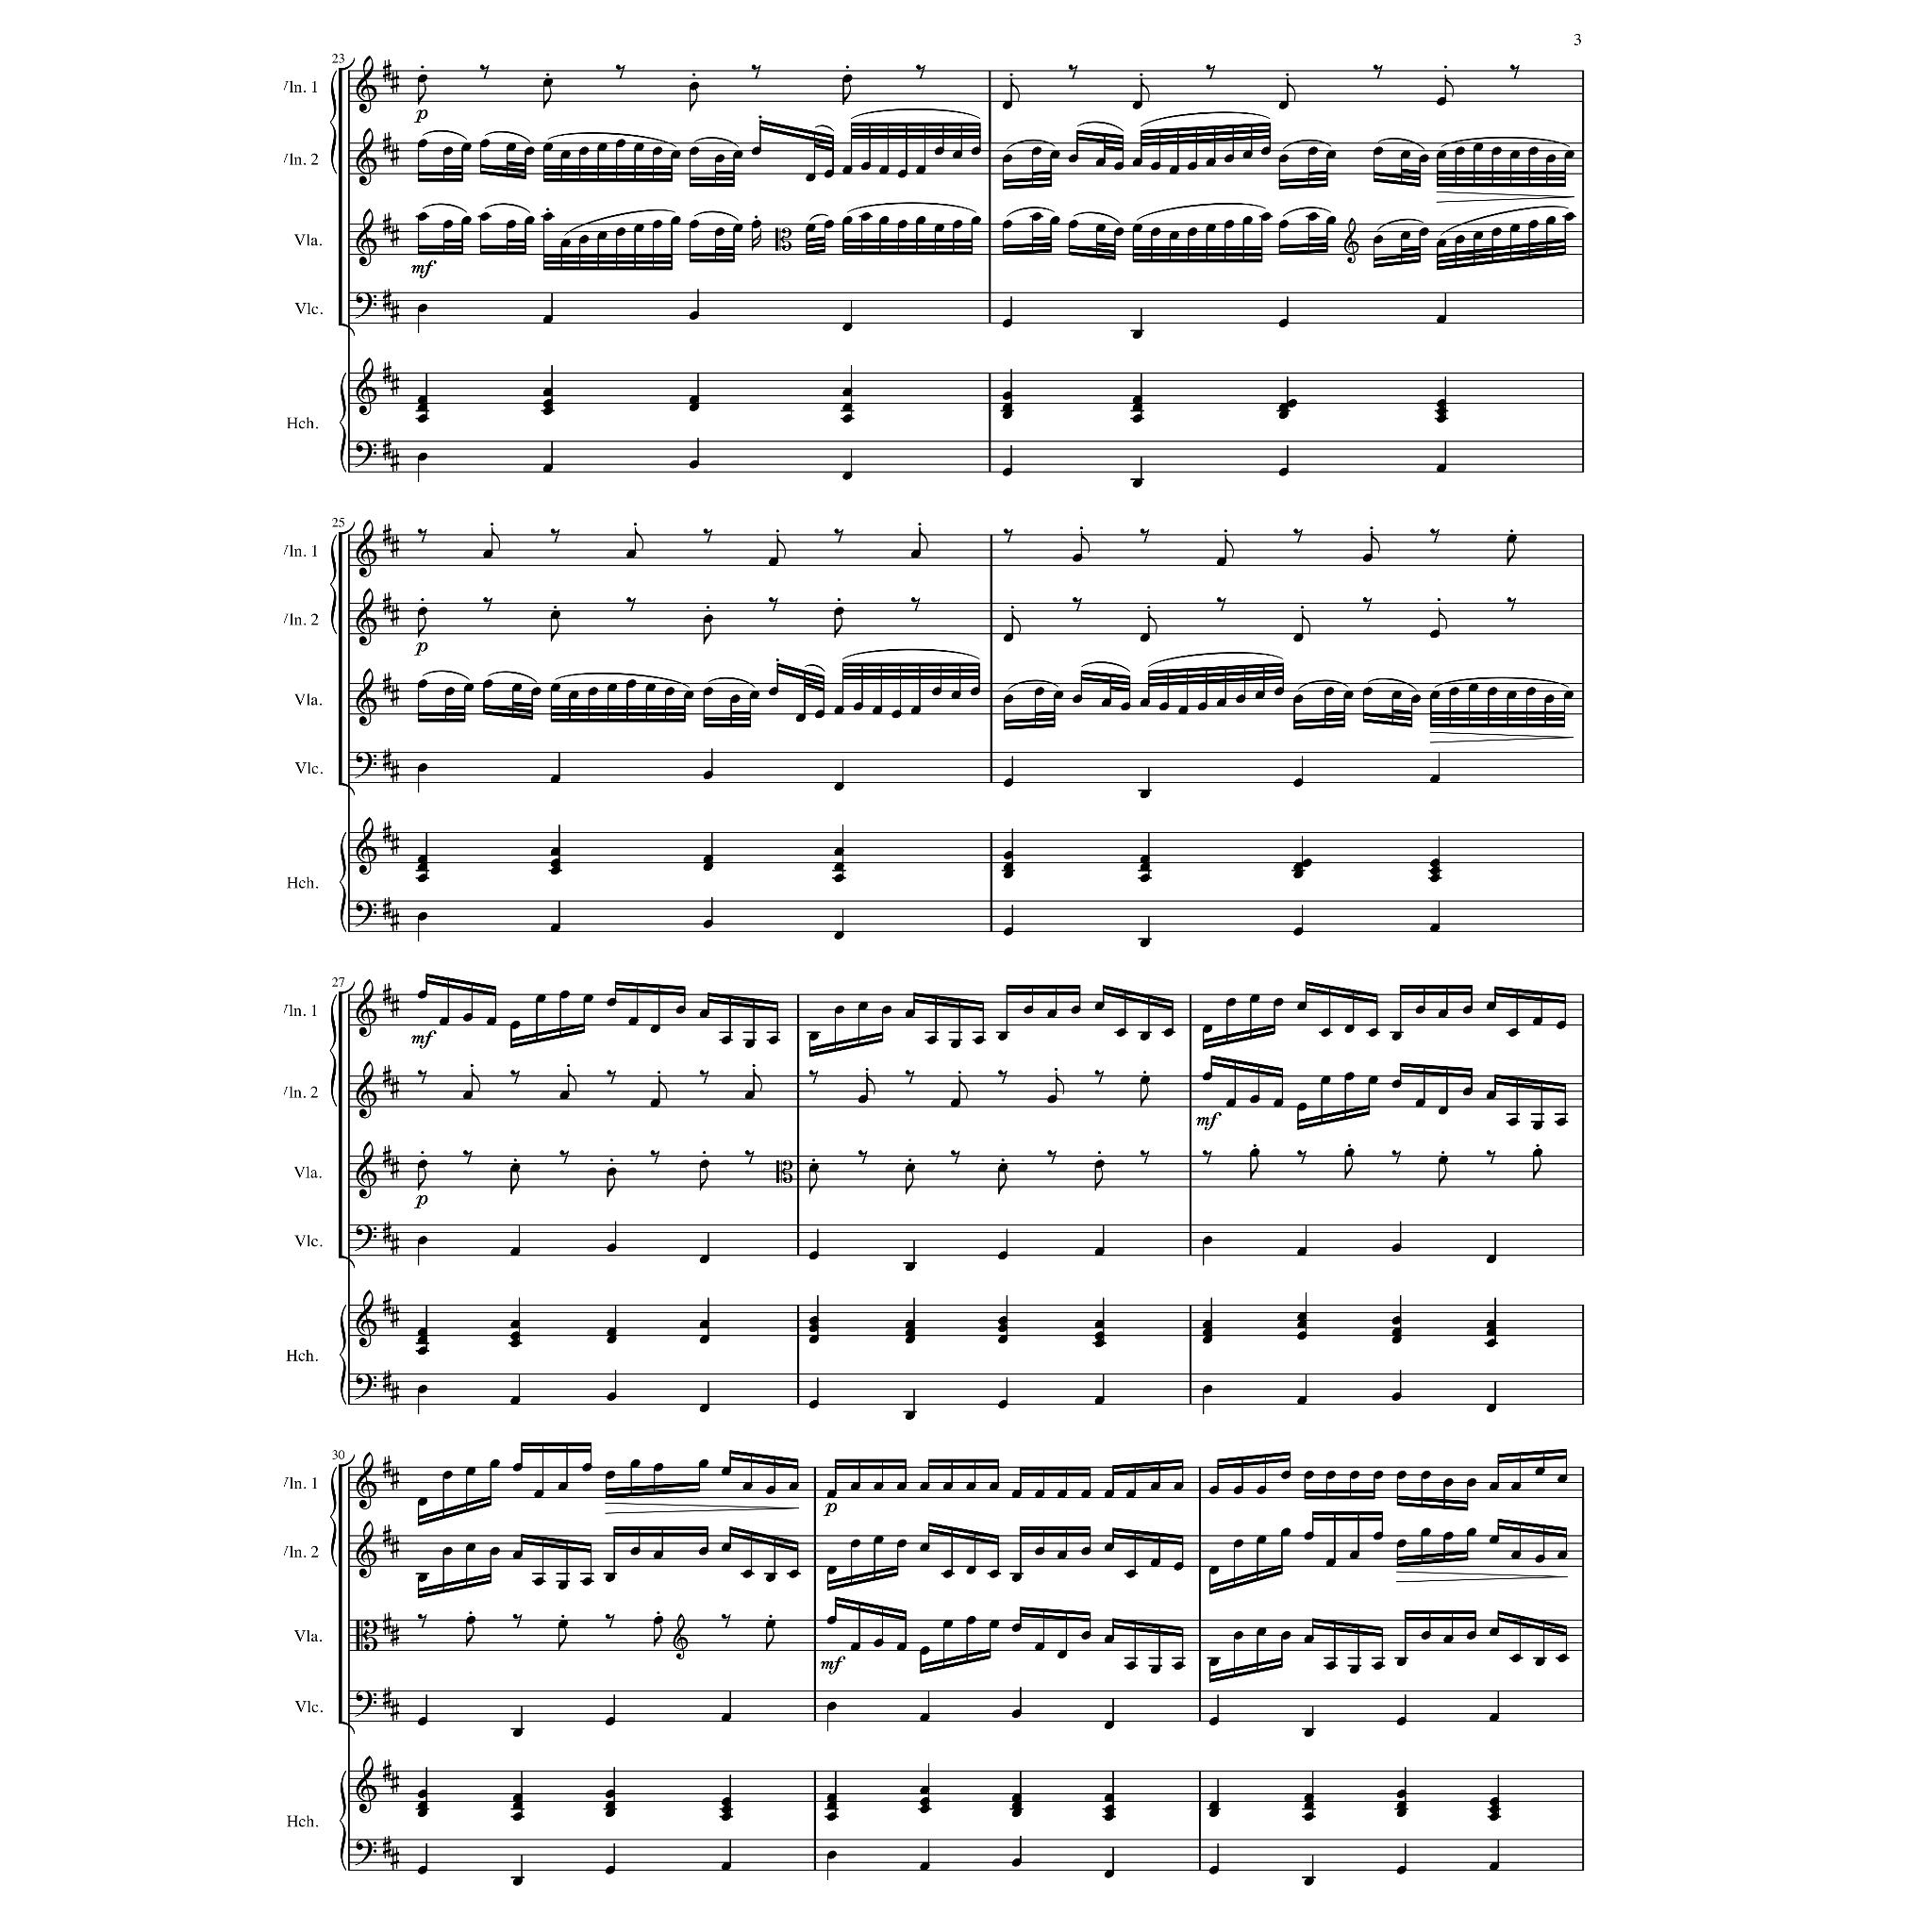 3
23
Vln. 1
p
Vln. 2
Vla.
mf
Vlc.
Hch.
25
Vln. 1
Vln. 2
p
Vla.
Vlc.
Hch.
27
Vln. 1
mf
Vln. 2
mf
Vla.
p
Vlc.
Hch.
30
Vln. 1
p
Vln. 2
Vla.
mf
Vlc.
Hch.